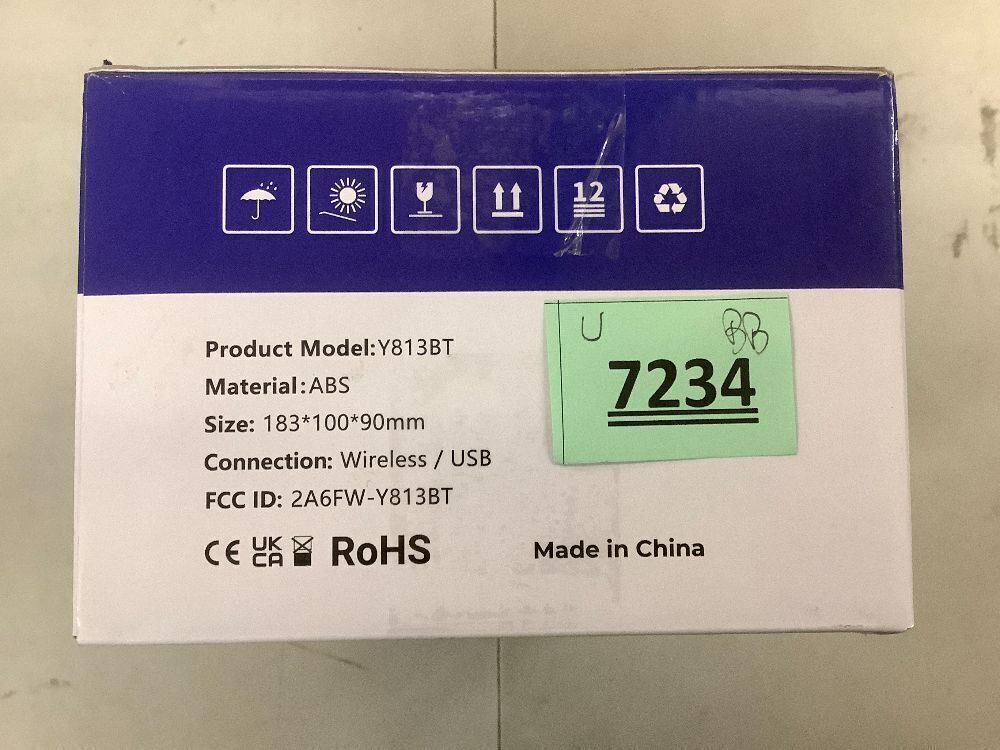 12
U BB
7234
Product Model:Y813BT
Material:ABS
Size: 183*100*90mm
Connection: Wireless / USB
FCC ID: 2A6FW-Y813BT
CE UK CA RoHS
Made in China